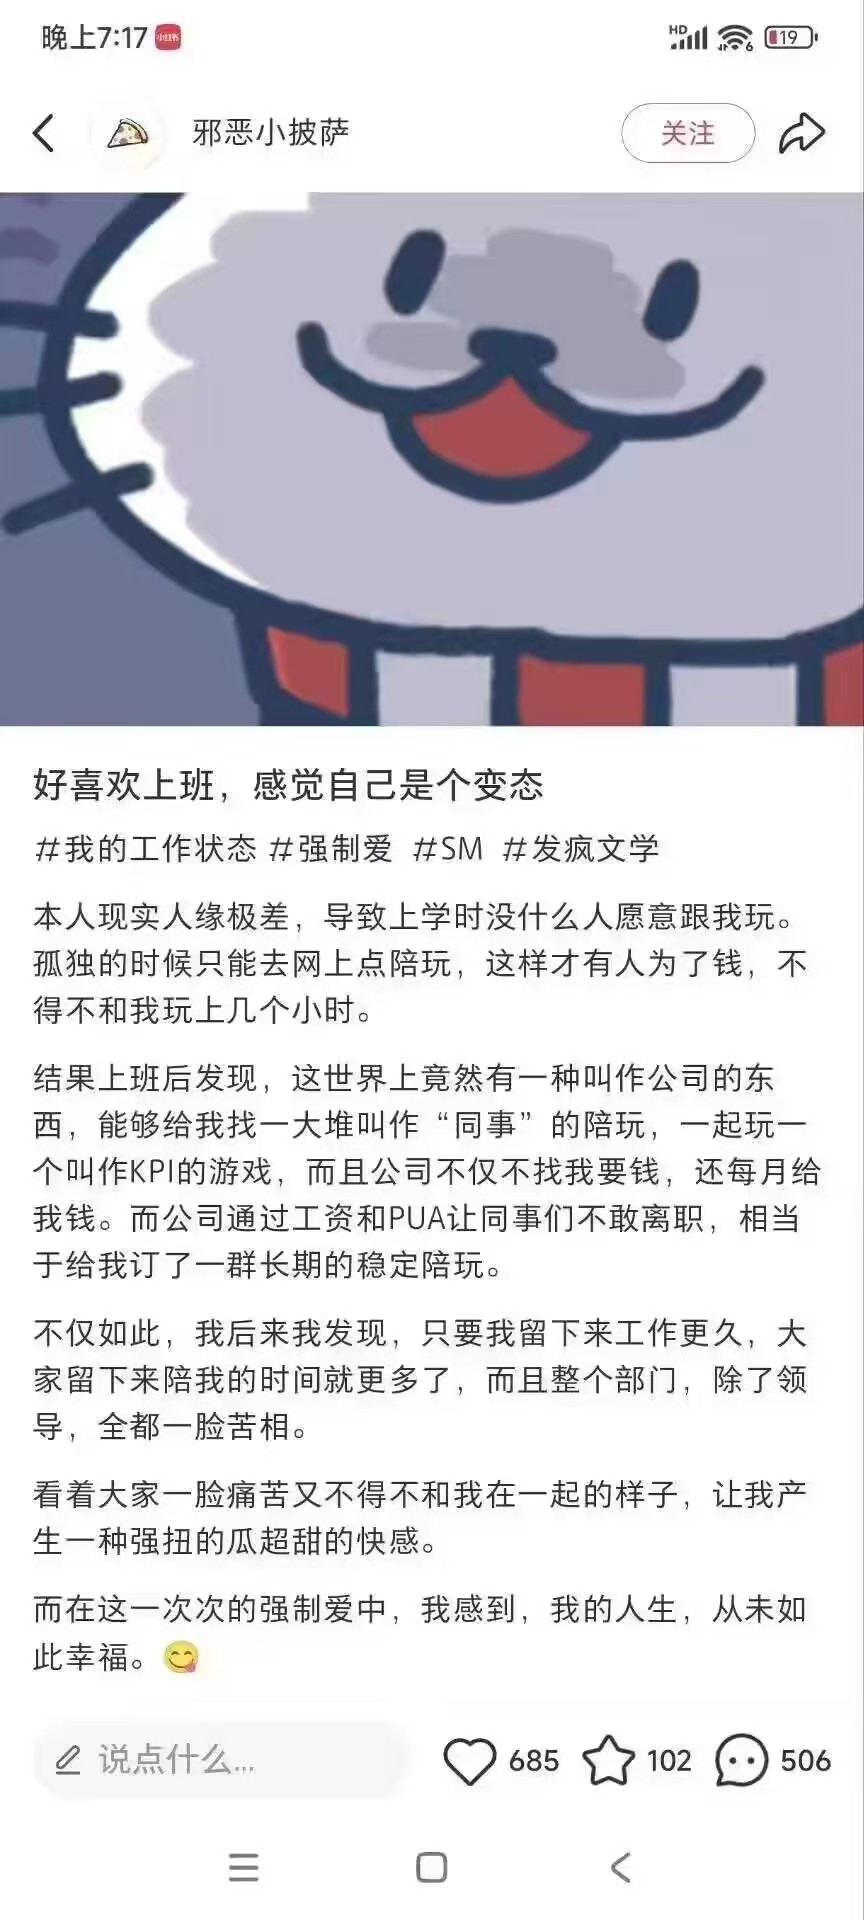 晚上7:17 小红书 HD 6 19
邪恶小披萨 关注
好喜欢上班，感觉自己是个变态
#我的工作状态 #强制爱 #SM #发疯文学
本人现实人缘极差，导致上学时没什么人愿意跟我玩。
孤独的时候只能去网上点陪玩，这样才有人为了钱，不
得不和我玩上几个小时。
结果上班后发现，这世界上竟然有一种叫作公司的东
西，能够给我找一大堆叫作“同事”的陪玩，一起玩一
个叫作KPI的游戏，而且公司不仅不找我要钱，还每月给
我钱。而公司通过工资和PUA让同事们不敢离职，相当
于给我订了一群长期的稳定陪玩。
不仅如此，我后来我发现，只要我留下来工作更久，大
家留下来陪我的时间就更多了，而且整个部门，除了领
导，全都一脸苦相。
看着大家一脸痛苦又不得不和我在一起的样子，让我产
生一种强扭的瓜超甜的快感。
而在这一次次的强制爱中，我感到，我的人生，从未如
此幸福。😋
说点什么... 685 102 506